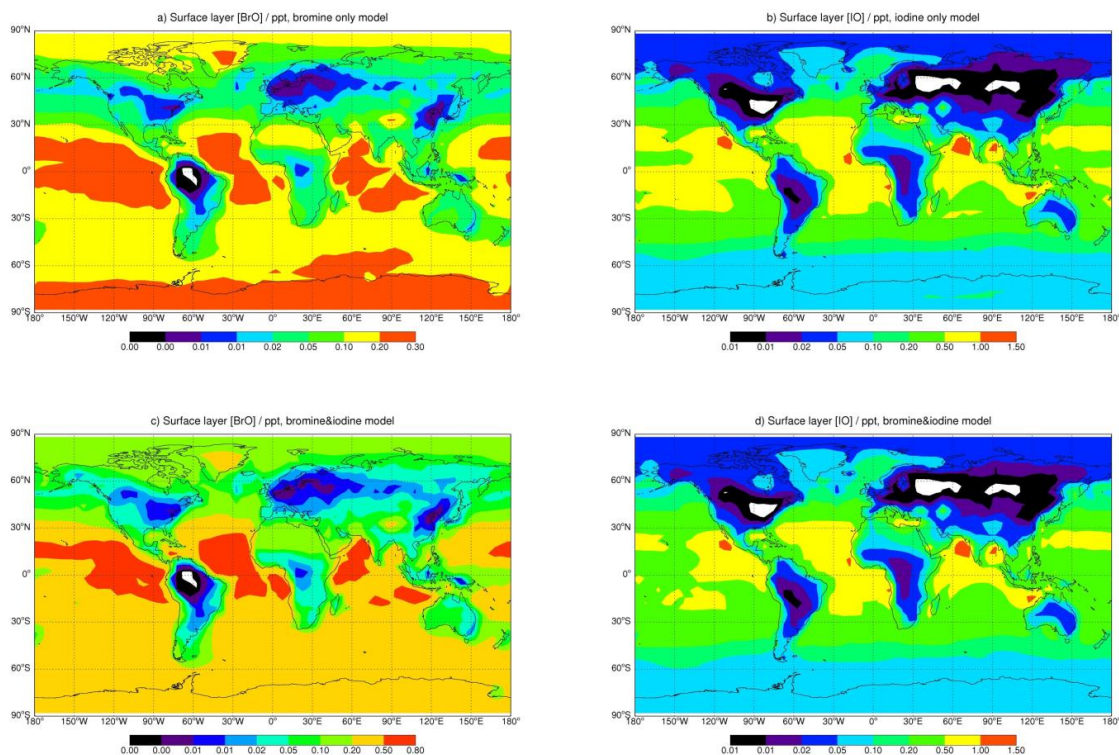 a) Surface layer [BrO] / ppt, bromine only model
90°N
60°N
30°N
0°
30°S
60°S
90°S
180° 150°W 120°W 90°W 60°W 30°W 0° 30°E 60°E 90°E 120°E 150°E 180°
0.00 0.00 0.01 0.01 0.02 0.05 0.10 0.20 0.30
b) Surface layer [IO] / ppt, iodine only model
90°N
60°N
30°N
0°
30°S
60°S
90°S
180° 150°W 120°W 90°W 60°W 30°W 0° 30°E 60°E 90°E 120°E 150°E 180°
0.01 0.01 0.02 0.05 0.10 0.20 0.50 1.00 1.50
c) Surface layer [BrO] / ppt, bromine&iodine model
90°N
60°N
30°N
0°
30°S
60°S
90°S
180° 150°W 120°W 90°W 60°W 30°W 0° 30°E 60°E 90°E 120°E 150°E 180°
0.00 0.00 0.01 0.01 0.02 0.05 0.10 0.20 0.50 0.80
d) Surface layer [IO] / ppt, bromine&iodine model
90°N
60°N
30°N
0°
30°S
60°S
90°S
180° 150°W 120°W 90°W 60°W 30°W 0° 30°E 60°E 90°E 120°E 150°E 180°
0.01 0.01 0.02 0.05 0.10 0.20 0.50 1.00 1.50